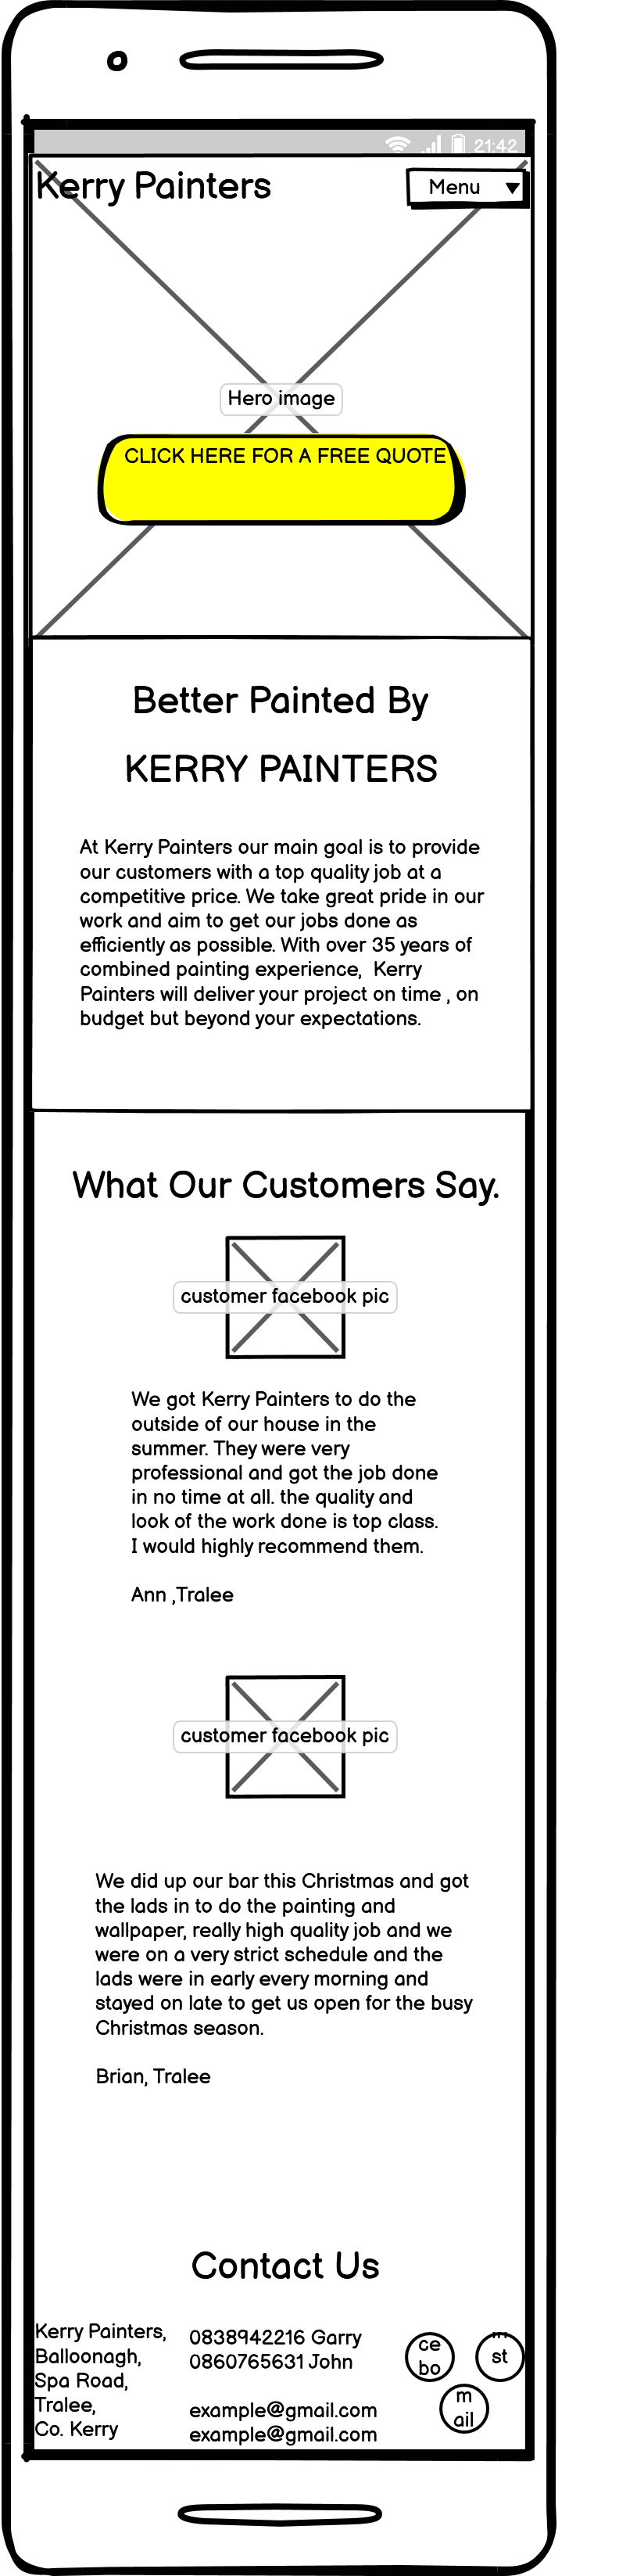 21:42
Kerry Painters
Menu
Hero image
CLICK HERE FOR A FREE QUOTE
Better Painted By
KERRY PAINTERS
At Kerry Painters our main goal is to provide
our customers with a top quality job at a
competitive price. We take great pride in our
work and aim to get our jobs done as
efficiently as possible. With over 35 years of
combined painting experience,  Kerry
Painters will deliver your project on time , on
budget but beyond your expectations.
What Our Customers Say.
customer facebook pic
We got Kerry Painters to do the
outside of our house in the
summer. They were very
professional and got the job done
in no time at all. the quality and
look of the work done is top class.
I would highly recommend them.
Ann ,Tralee
customer facebook pic
We did up our bar this Christmas and got
the lads in to do the painting and
wallpaper, really high quality job and we
were on a very strict schedule and the
lads were in early every morning and
stayed on late to get us open for the busy
Christmas season.
Brian, Tralee
Contact Us
Kerry Painters,
Balloonagh,
Spa Road,
Tralee,
Co. Kerry
0838942216 Garry
0860765631 John
example@gmail.com
example@gmail.com
ce
bo
st
m
ail